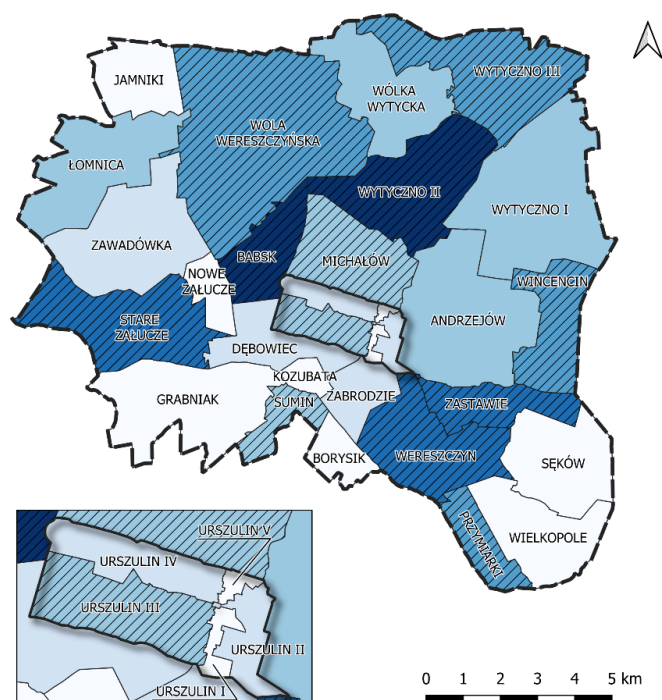 JAMNIKI
WYTYCZNO III
WÓLKA
WYTYCKA
WOLA
WERESZCZYŃSKA
ŁOMNICA
WYTYCZNO II
WYTYCZNO I
ZAWADÓWKA
BABSK
MICHAŁÓW
NOWE
ZAŁUCZE
WINCENCIN
STARE
ZAŁUCZE
ANDRZEJÓW
DĘBOWIEC
KOZUBATA
GRABNIAK
SUMIN
ZABRODZIE
ZASTAWIE
BORYSIK
WERESZCZYN
SĘKÓW
PRZYMIARKI
WIELKOPOLE
URSZULIN V
URSZULIN IV
URSZULIN III
URSZULIN II
URSZULIN I
0 1 2 3 4 5 km